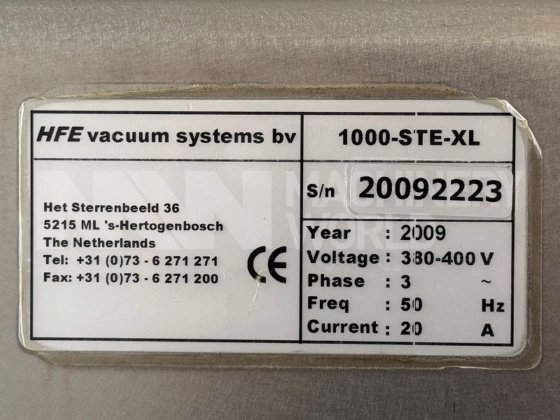 HFE vacuum systems bv
1000-STE-XL
S/n 20092223
Het Sterrenbeeld 36
5215 ML 's-Hertogenbosch
The Netherlands
Tel: +31 (0)73 - 6 271 271
Fax: +31 (0)73 - 6 271 200
CE
Year : 2009
Voltage : 380-400 V
Phase : 3 ~
Freq : 50 Hz
Current : 20 A
MACHINERY
WORLD